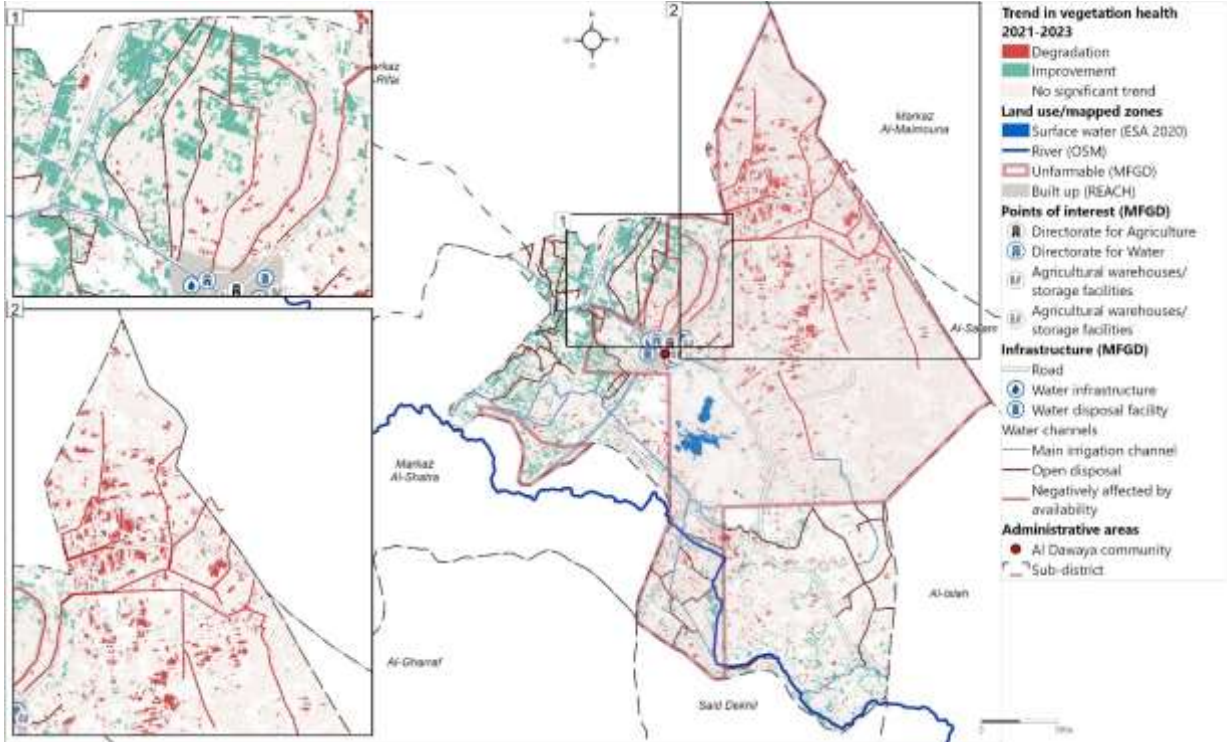 1
Markaz
-Rifai
2
N
2
Markaz
Al-Maimouna
1
Al-Salam
Markaz
Al-Shatra
Al-Islah
Al-Gharraf
Said Dekhil
0
Trend in vegetation health
2021-2023
Degradation
Improvement
No significant trend
Land use/mapped zones
Surface water (ESA 2020)
River (OSM)
Unfarmable (MFGD)
Built up (REACH)
Points of interest (MFGD)
Directorate for Agriculture
Directorate for Water
Agricultural warehouses/
storage facilities
Agricultural warehouses/
storage facilities
Infrastructure (MFGD)
Road
Water infrastructure
Water disposal facility
Water channels
Main irrigation channel
Open disposal
Negatively affected by
availability
Administrative areas
Al Dawaya community
Sub-district